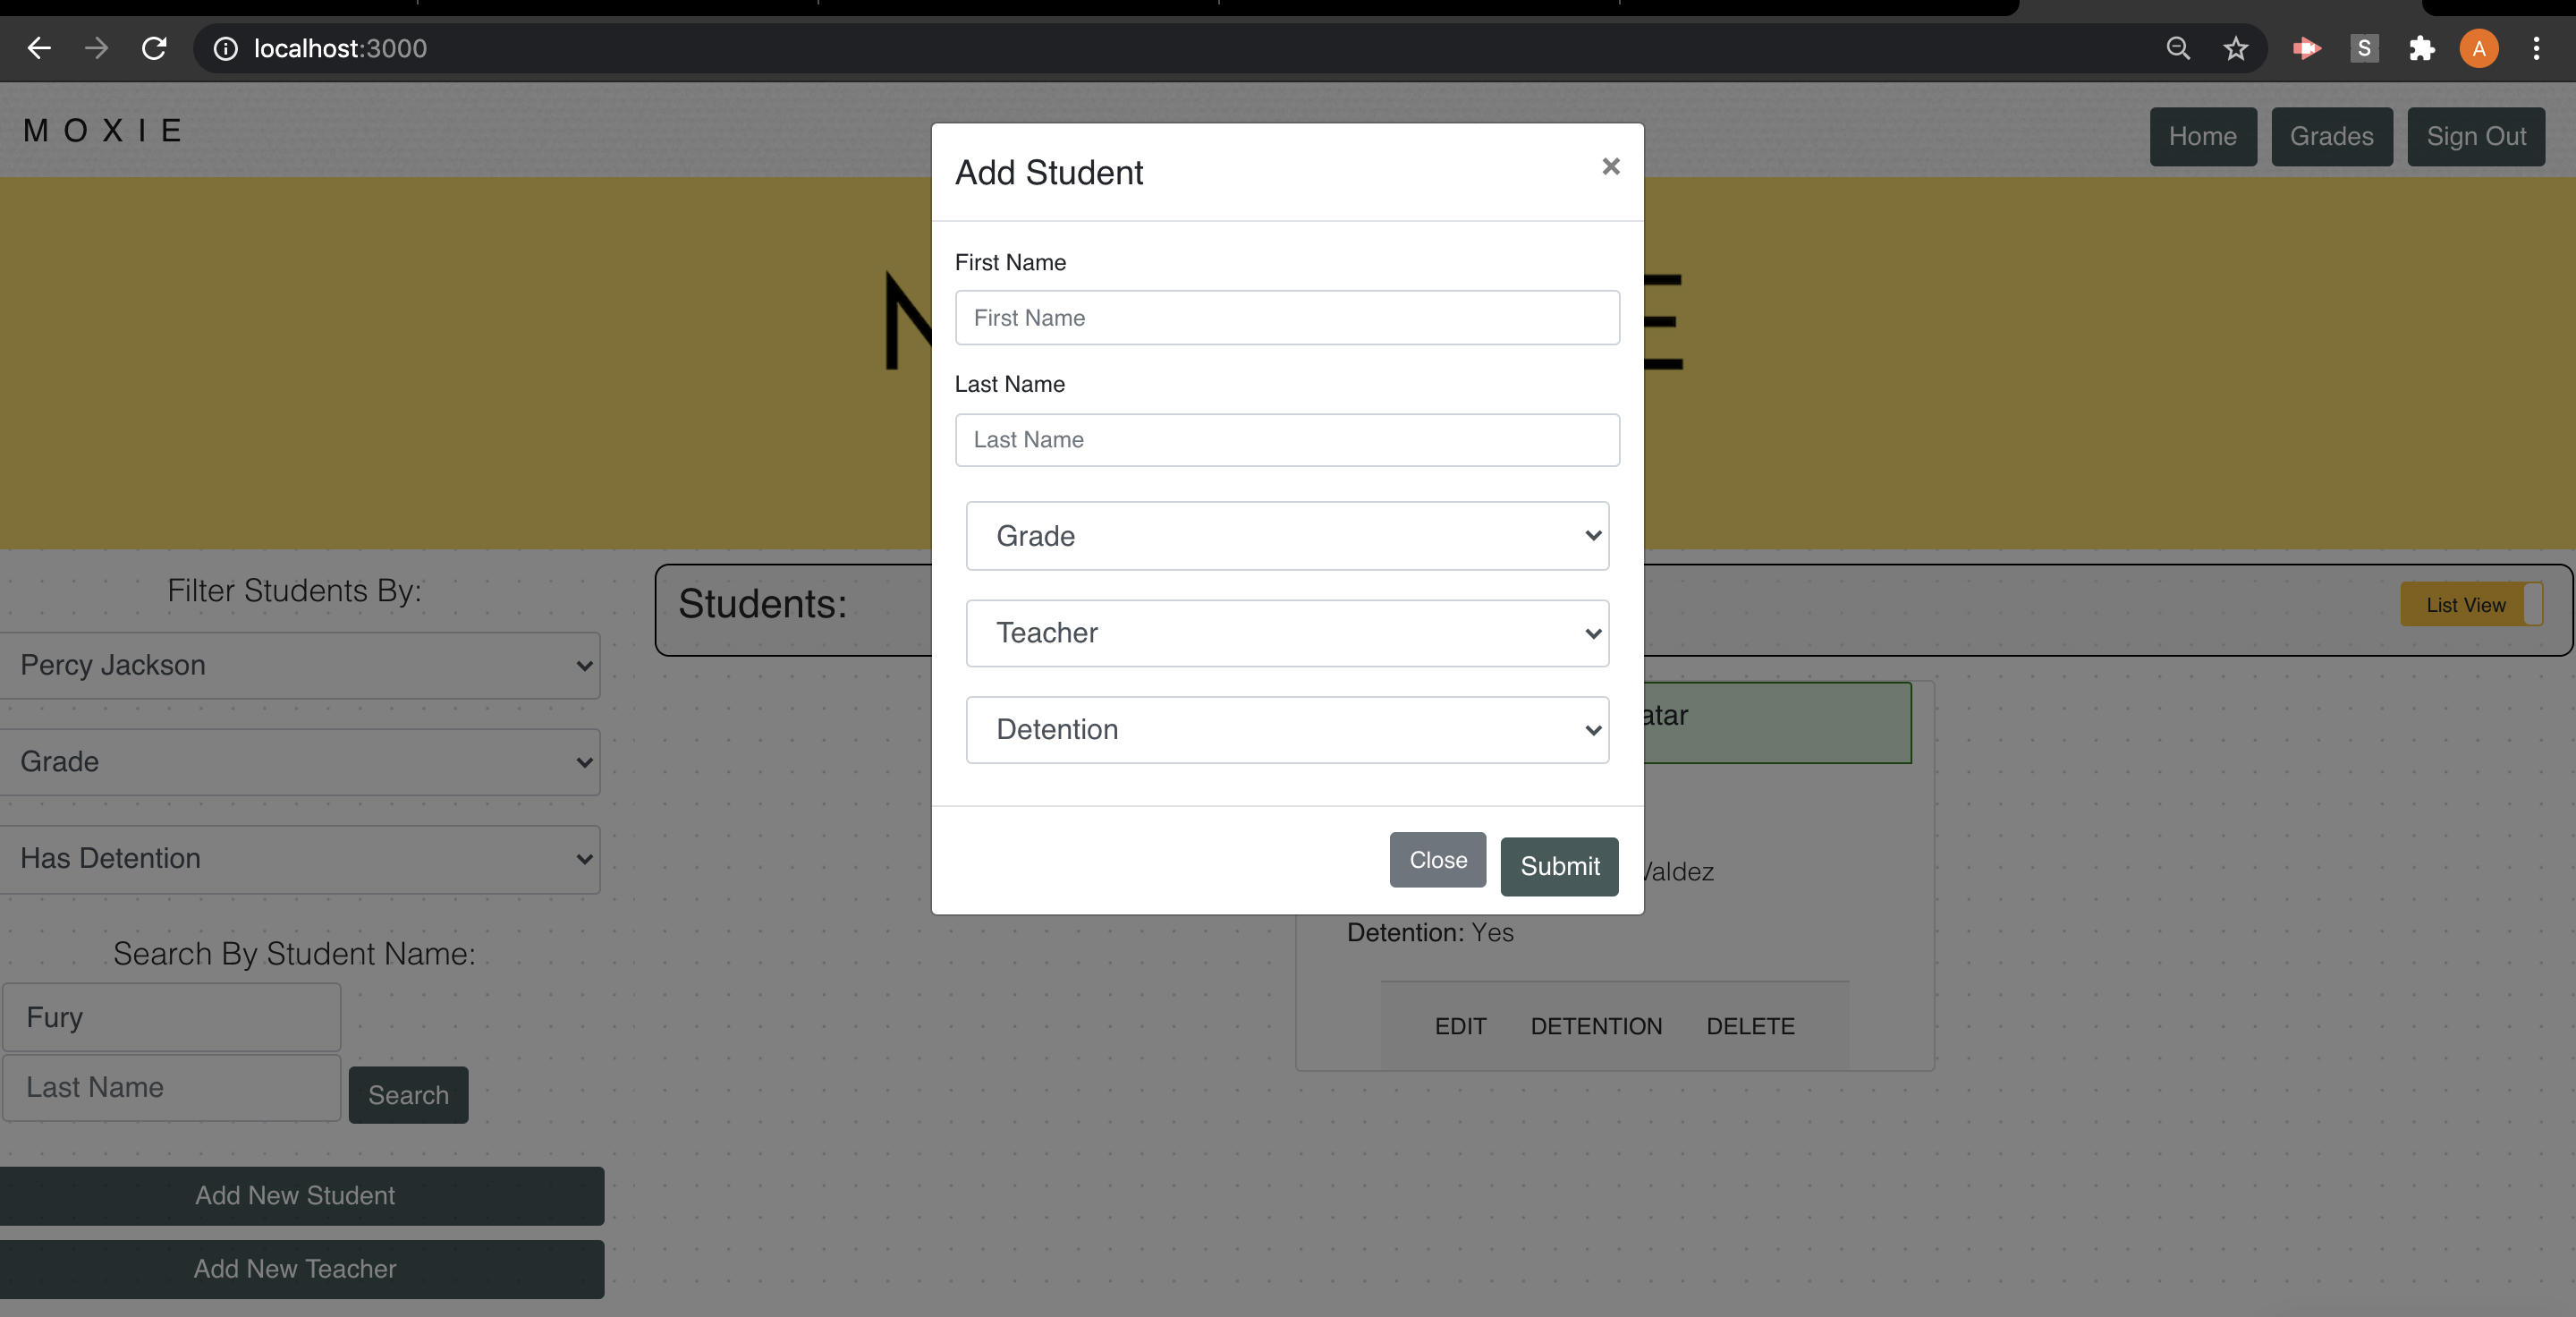 localhost:3000
S
A
MOXIE
Home
Grades
Sign Out
Add Student
×
First Name
First Name
Last Name
Last Name
Grade
Teacher
Detention
Close
Submit
E
Filter Students By:
Percy Jackson
Grade
Has Detention
Search By Student Name:
Fury
Last Name
Search
Add New Student
Add New Teacher
Students:
List View
atar
Valdez
Detention: Yes
EDIT
DETENTION
DELETE